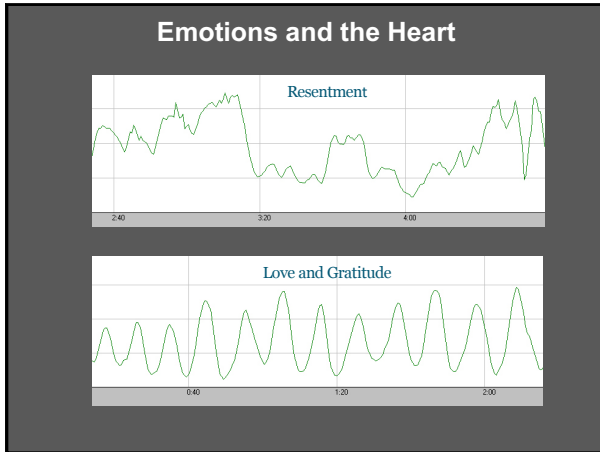 Emotions and the Heart
Resentment
2:40 3:20 4:00
Love and Gratitude
0:40 1:20 2:00